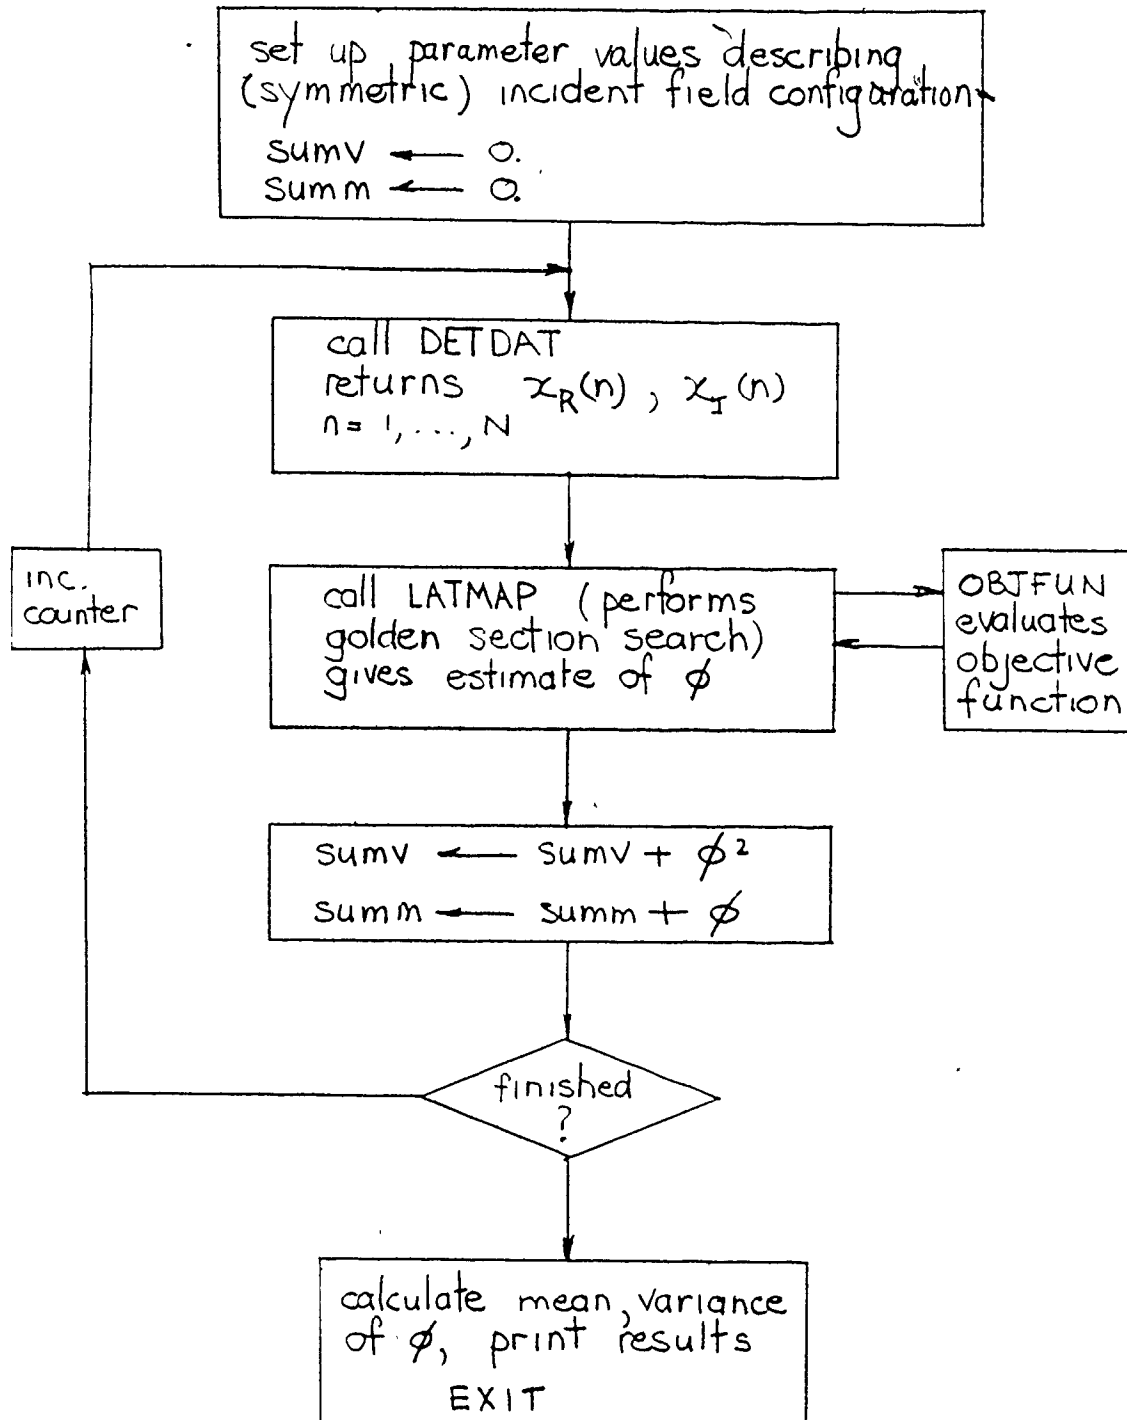 set up parameter values describing
(symmetric) incident field configuration
sumv ← 0.
summ ← 0.
call DETDAT
returns x_R(n), x_I(n)
n = 1, ..., N
inc.
counter
call LATMAP (performs
golden section search)
gives estimate of ϕ
OBJFUN
evaluates
objective
function
sumv ← sumv + ϕ²
summ ← summ + ϕ
finished
?
calculate mean, variance
of ϕ, print results
EXIT